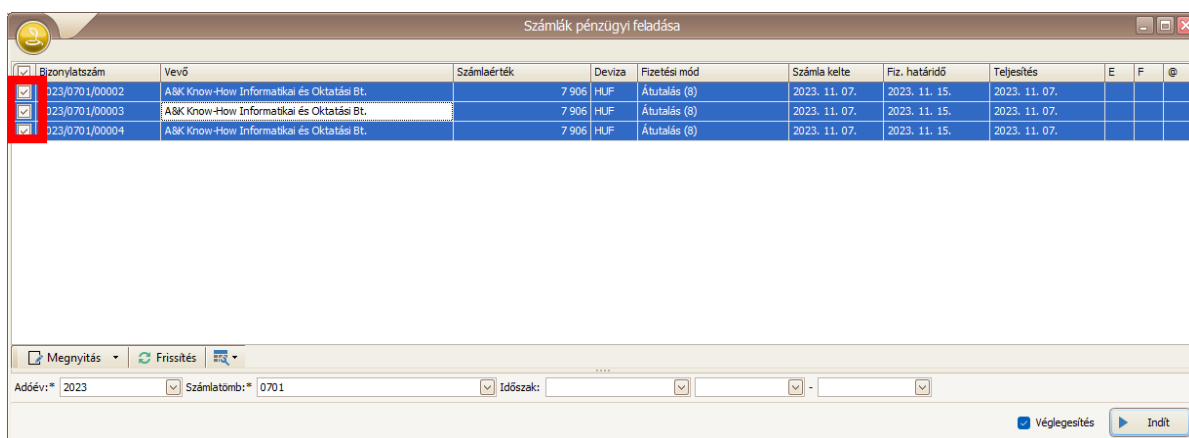 Számlák pénzügyi feladása
Bizonylatszám Vevő Számlaérték Deviza Fizetési mód Számla kelte Fiz. határidő Teljesítés E F @
023/0701/00002 A&K Know-How Informatikai és Oktatási Bt. 7 906 HUF Átutalás (8) 2023. 11. 07. 2023. 11. 15. 2023. 11. 07.
023/0701/00003 A&K Know-How Informatikai és Oktatási Bt. 7 906 HUF Átutalás (8) 2023. 11. 07. 2023. 11. 15. 2023. 11. 07.
023/0701/00004 A&K Know-How Informatikai és Oktatási Bt. 7 906 HUF Átutalás (8) 2023. 11. 07. 2023. 11. 15. 2023. 11. 07.
Megnyitás Frissítés
Adóév:* 2023 Számlatömb:* 0701 Időszak: -
Véglegesítés Indít